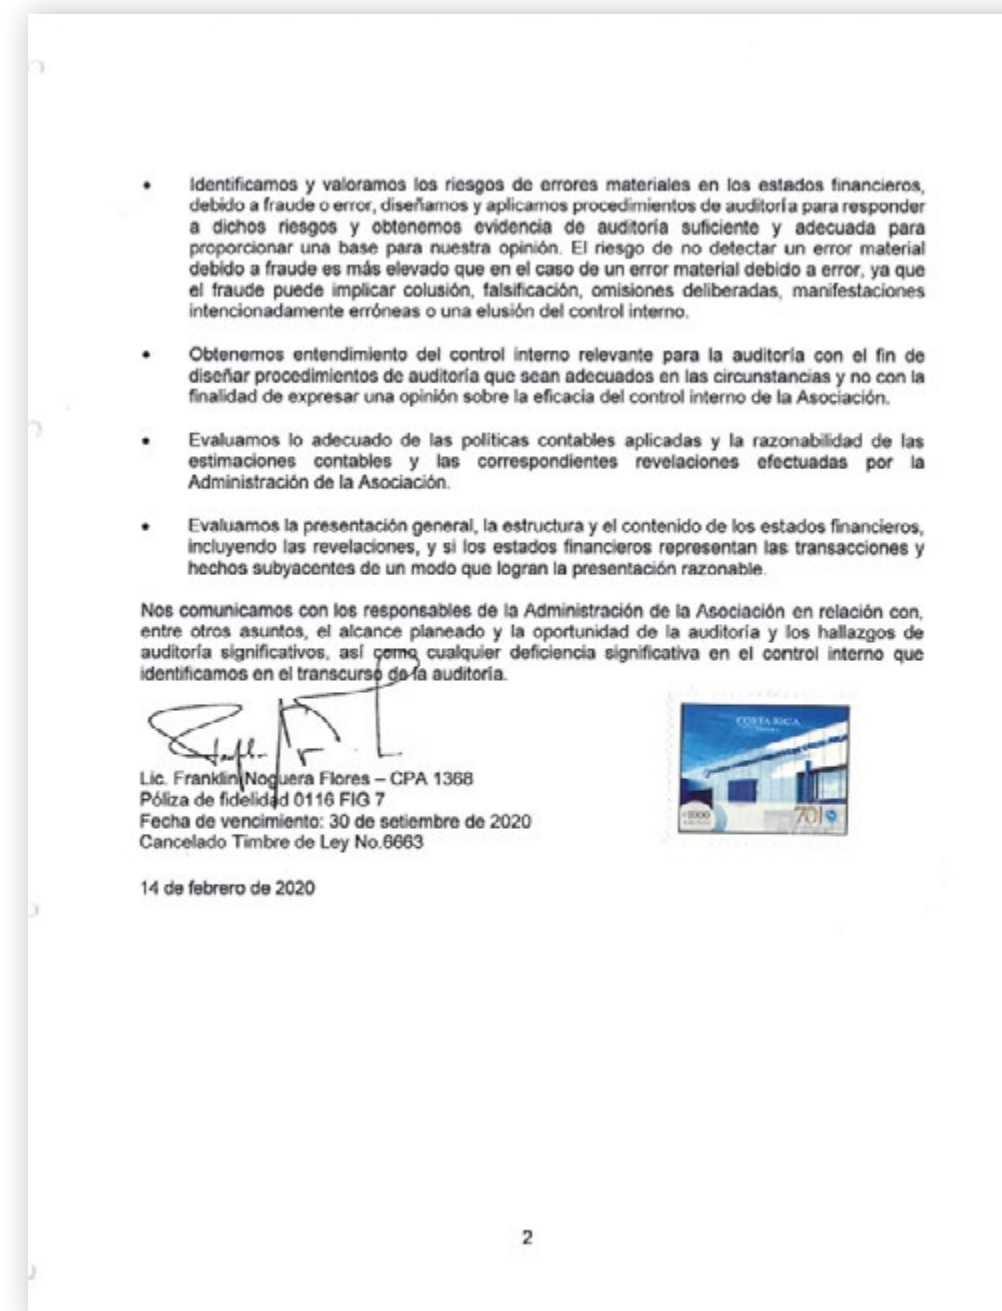 • Identificamos y valoramos los riesgos de errores materiales en los estados financieros,
debido a fraude o error, diseñamos y aplicamos procedimientos de auditoría para responder
a dichos riesgos y obtenemos evidencia de auditoría suficiente y adecuada para
proporcionar una base para nuestra opinión. El riesgo de no detectar un error material
debido a fraude es más elevado que en el caso de un error material debido a error, ya que
el fraude puede implicar colusión, falsificación, omisiones deliberadas, manifestaciones
intencionadamente erróneas o una elusión del control interno.
• Obtenemos entendimiento del control interno relevante para la auditoría con el fin de
diseñar procedimientos de auditoría que sean adecuados en las circunstancias y no con la
finalidad de expresar una opinión sobre la eficacia del control interno de la Asociación.
• Evaluamos lo adecuado de las políticas contables aplicadas y la razonabilidad de las
estimaciones contables y las correspondientes revelaciones efectuadas por la
Administración de la Asociación.
• Evaluamos la presentación general, la estructura y el contenido de los estados financieros,
incluyendo las revelaciones, y si los estados financieros representan las transacciones y
hechos subyacentes de un modo que logran la presentación razonable.
Nos comunicamos con los responsables de la Administración de la Asociación en relación con,
entre otros asuntos, el alcance planeado y la oportunidad de la auditoría y los hallazgos de
auditoría significativos, así como cualquier deficiencia significativa en el control interno que
identificamos en el transcurso de la auditoría.
COSTA RICA
Lic. Franklin Noguera Flores – CPA 1368
Póliza de fidelidad 0116 FIG 7
Fecha de vencimiento: 30 de setiembre de 2020
Cancelado Timbre de Ley No.6663
1000
70
14 de febrero de 2020
2